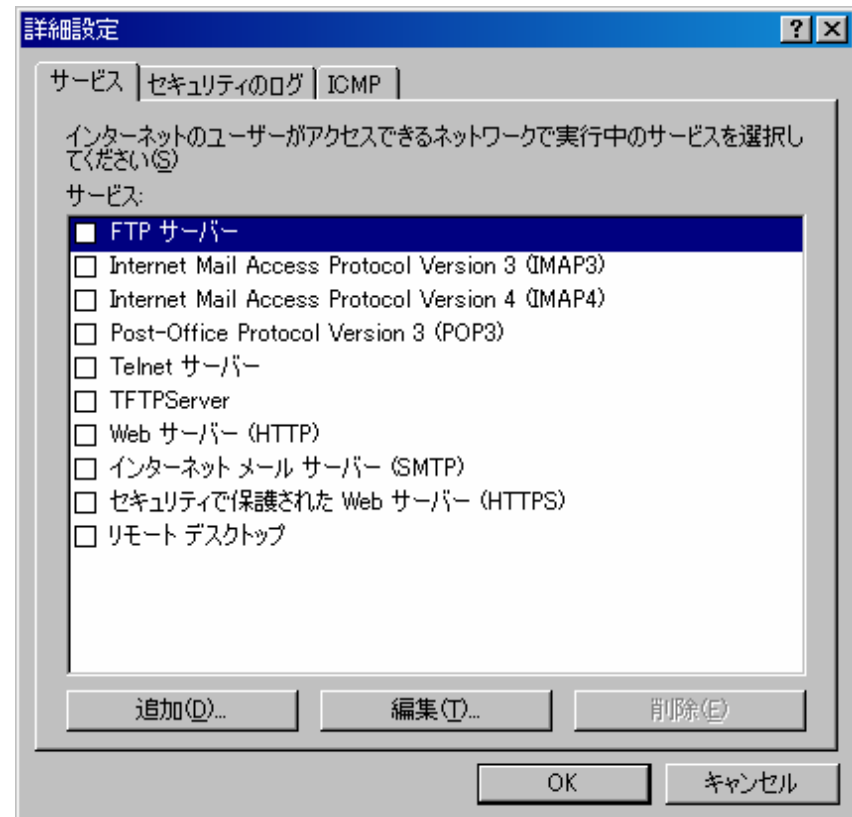 詳細設定
サービス セキュリティのログ ICMP
インターネットのユーザーがアクセスできるネットワークで実行中のサービスを選択し
てください(S)
サービス:
FTP サーバー
Internet Mail Access Protocol Version 3 (IMAP3)
Internet Mail Access Protocol Version 4 (IMAP4)
Post-Office Protocol Version 3 (POP3)
Telnet サーバー
TFTPServer
Web サーバー (HTTP)
インターネット メール サーバー (SMTP)
セキュリティで保護された Web サーバー (HTTPS)
リモート デスクトップ
追加(D)... 編集(T)... 削除(E)
OK キャンセル